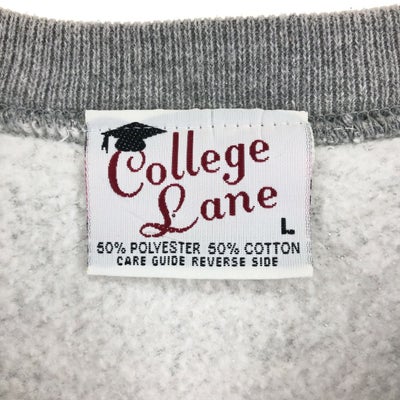 College
Lane
L
50% POLYESTER 50% COTTON
CARE GUIDE REVERSE SIDE